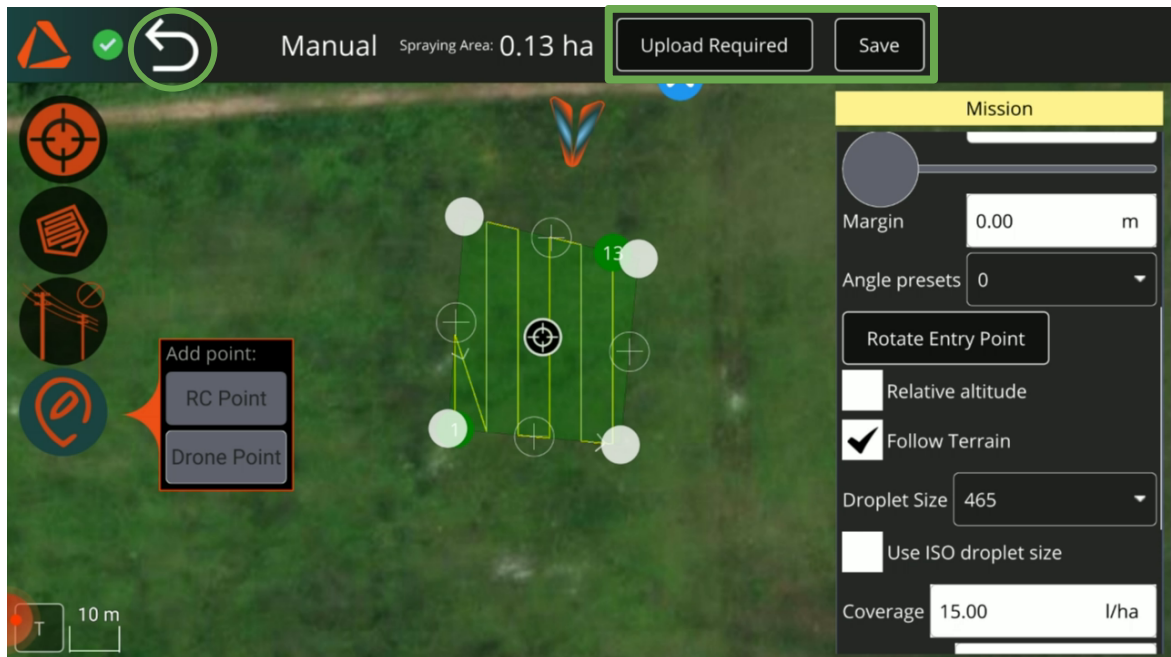 Manual Spraying Area: 0.13 ha Upload Required Save
Mission
Margin 0.00 m
Angle presets 0
Rotate Entry Point
Relative altitude
Follow Terrain
Droplet Size 465
Use ISO droplet size
Coverage 15.00 l/ha
13
1
Add point:
RC Point
Drone Point
T 10 m